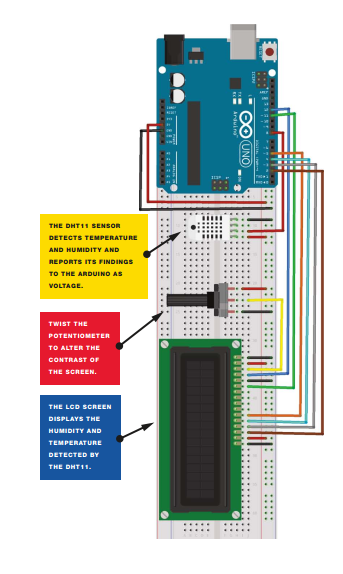 RESET
Arduino
UNO
THE DHT11 SENSOR
DETECTS TEMPERATURE
AND HUMIDITY AND
REPORTS ITS FINDINGS
TO THE ARDUINO AS
VOLTAGE.
TWIST THE
POTENTIOMETER
TO ALTER THE
CONTRAST OF
THE SCREEN.
THE LCD SCREEN
DISPLAYS THE
HUMIDITY AND
TEMPERATURE
DETECTED BY
THE DHT11.